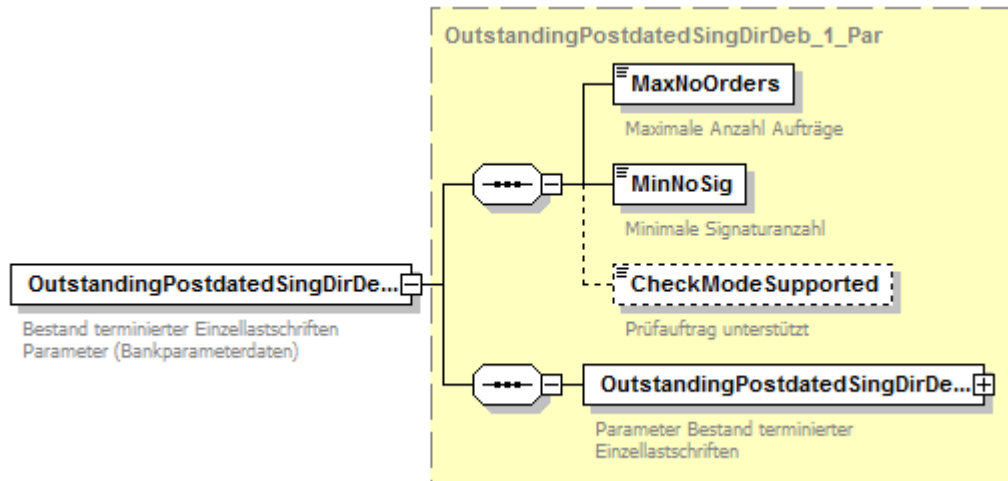 OutstandingPostdatedSingDirDeb_1_Par
MaxNoOrders
Maximale Anzahl Aufträge
MinNoSig
Minimale Signaturanzahl
OutstandingPostdatedSingDirDe...
Bestand terminierter Einzellastschriften
Parameter (Bankparameterdaten)
CheckModeSupported
Prüfauftrag unterstützt
OutstandingPostdatedSingDirDe...
Parameter Bestand terminierter
Einzellastschriften